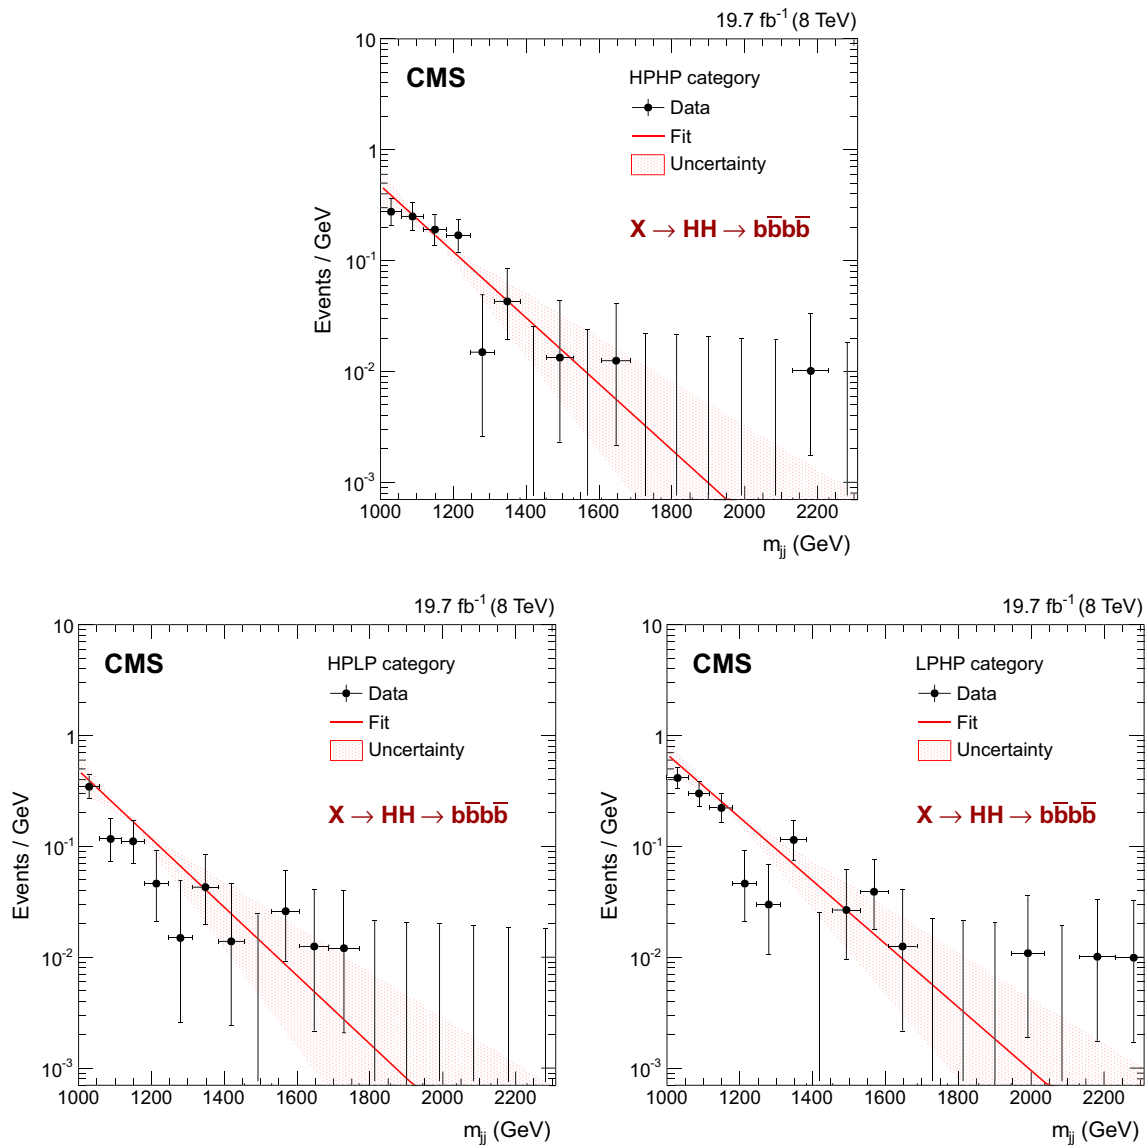 19.7 fb⁻¹ (8 TeV)
10
CMS
HPHP category
Data
1
Fit
Uncertainty
X → HH → bb̅bb̅
10⁻¹
Events / GeV
10⁻²
10⁻³
1000 1200 1400 1600 1800 2000 2200
m_jj (GeV)
19.7 fb⁻¹ (8 TeV)
10
CMS
HPLP category
Data
1
Fit
Uncertainty
X → HH → bb̅bb̅
10⁻¹
Events / GeV
10⁻²
10⁻³
1000 1200 1400 1600 1800 2000 2200
m_jj (GeV)
19.7 fb⁻¹ (8 TeV)
10
CMS
LPHP category
Data
1
Fit
Uncertainty
X → HH → bb̅bb̅
10⁻¹
Events / GeV
10⁻²
10⁻³
1000 1200 1400 1600 1800 2000 2200
m_jj (GeV)